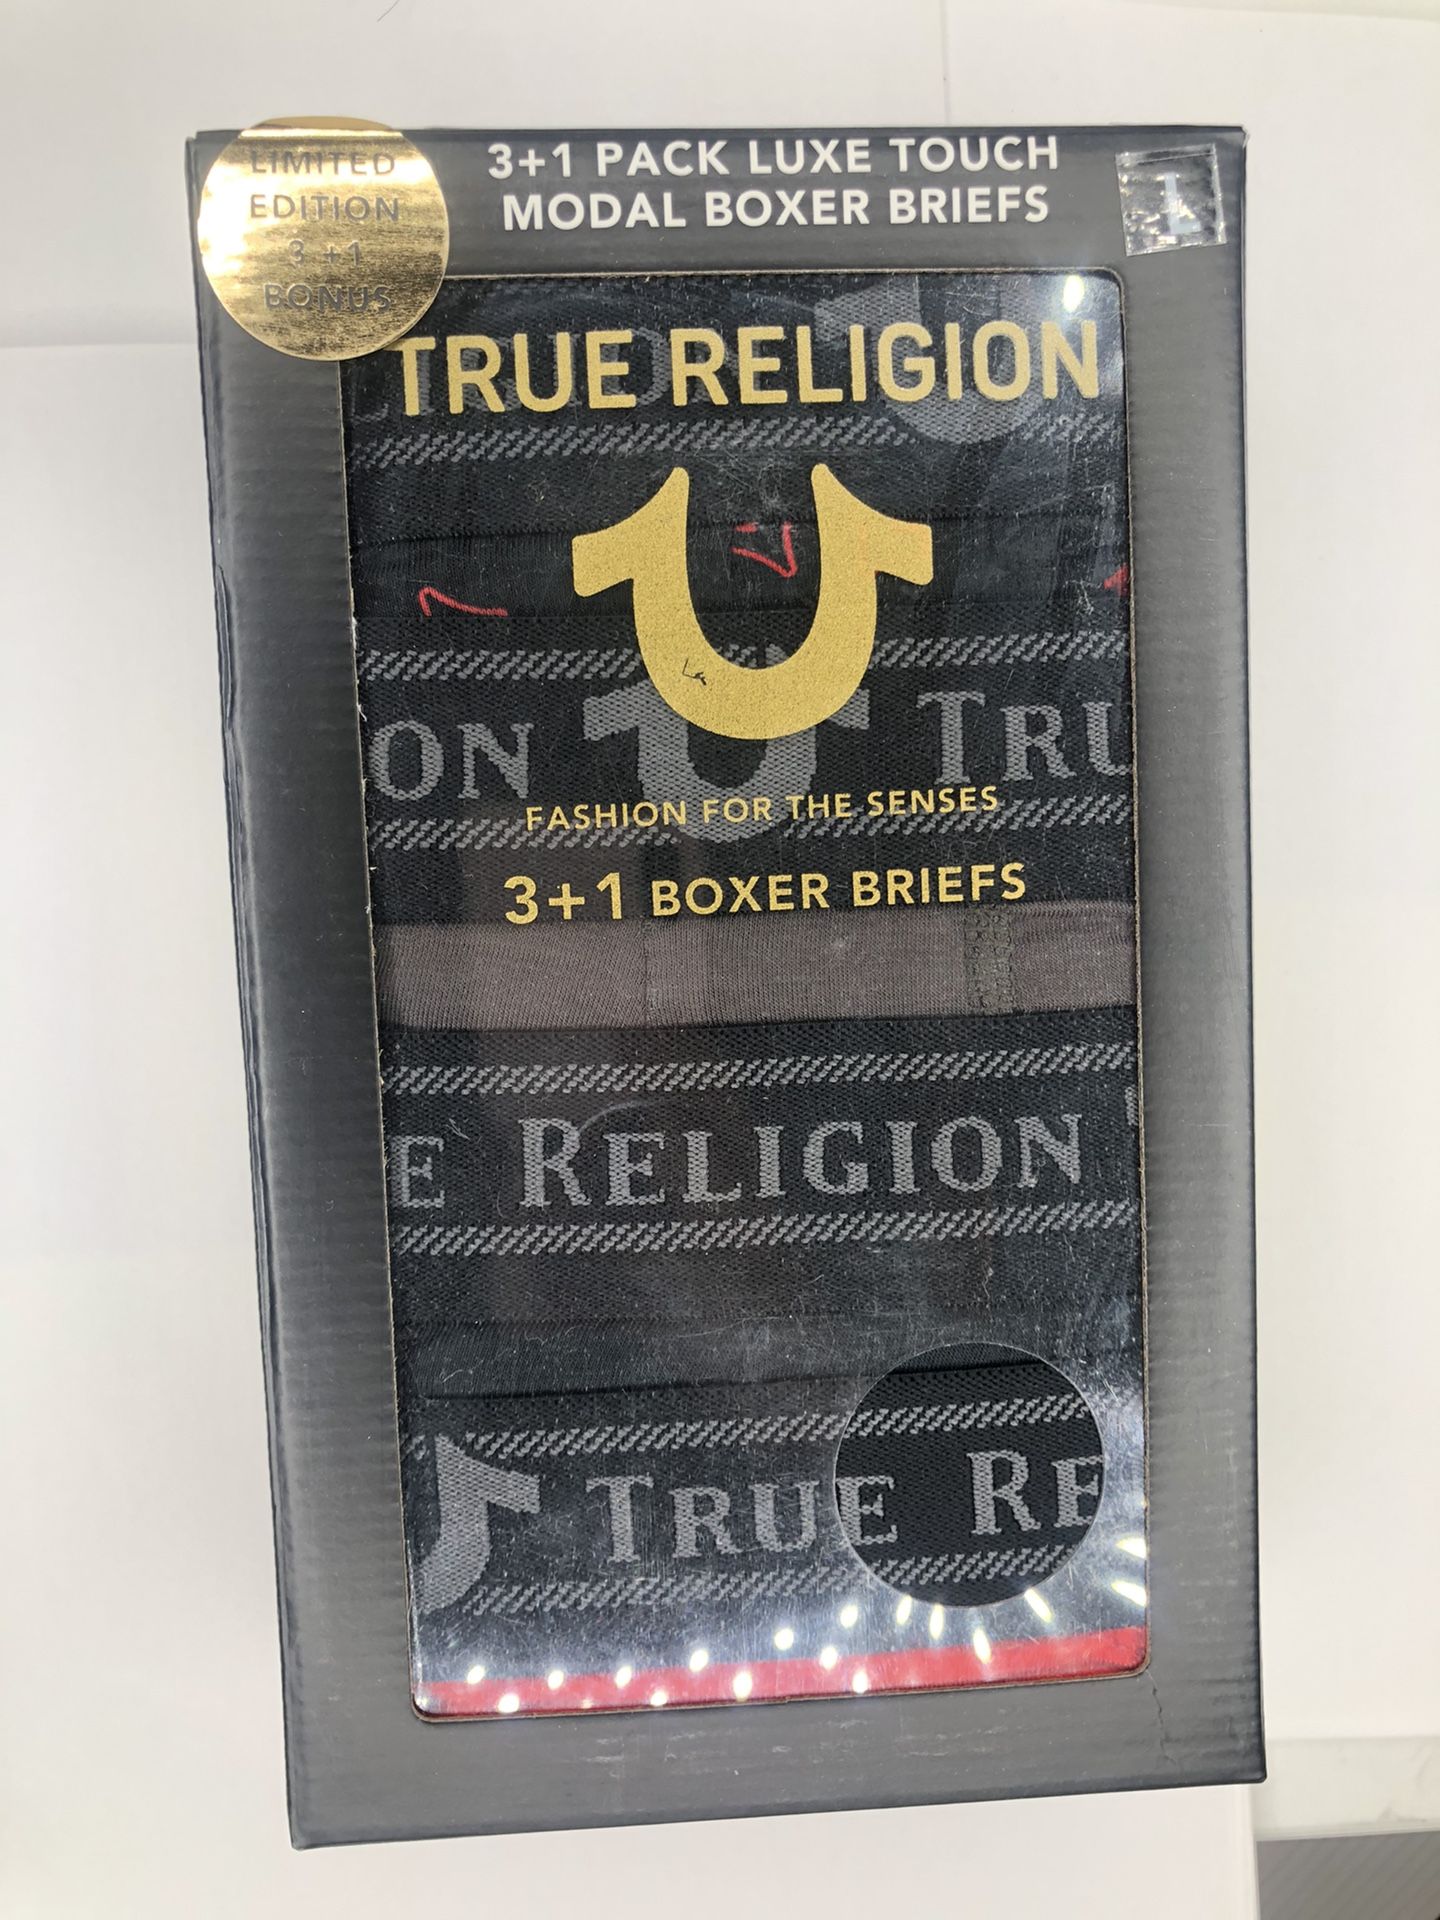 LIMITED
EDITION
3 +1
BONUS
3+1 PACK LUXE TOUCH
MODAL BOXER BRIEFS
1
TRUE RELIGION
ON TRU
FASHION FOR THE SENSES
3+1 BOXER BRIEFS
E RELIGION
TRUE RE